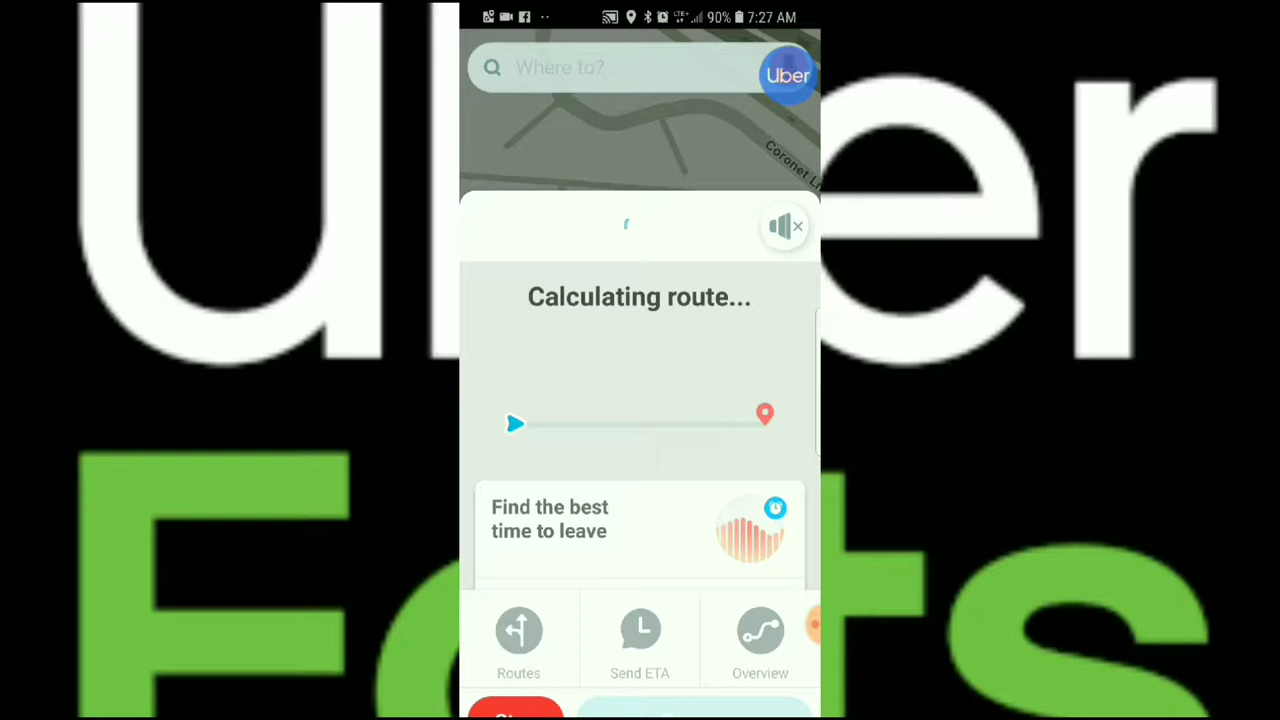 90% 7:27 AM
Where to?
Uber
Coronet
Calculating route...
Find the best
time to leave
Routes
Send ETA
Overview